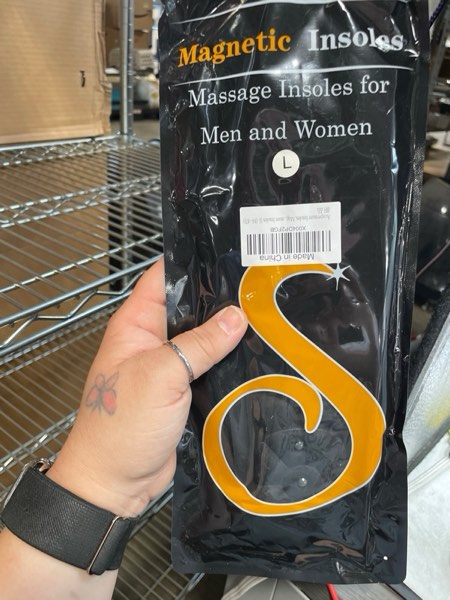 Magnetic Insoles
Massage Insoles for
Men and Women
L
Made in China
S